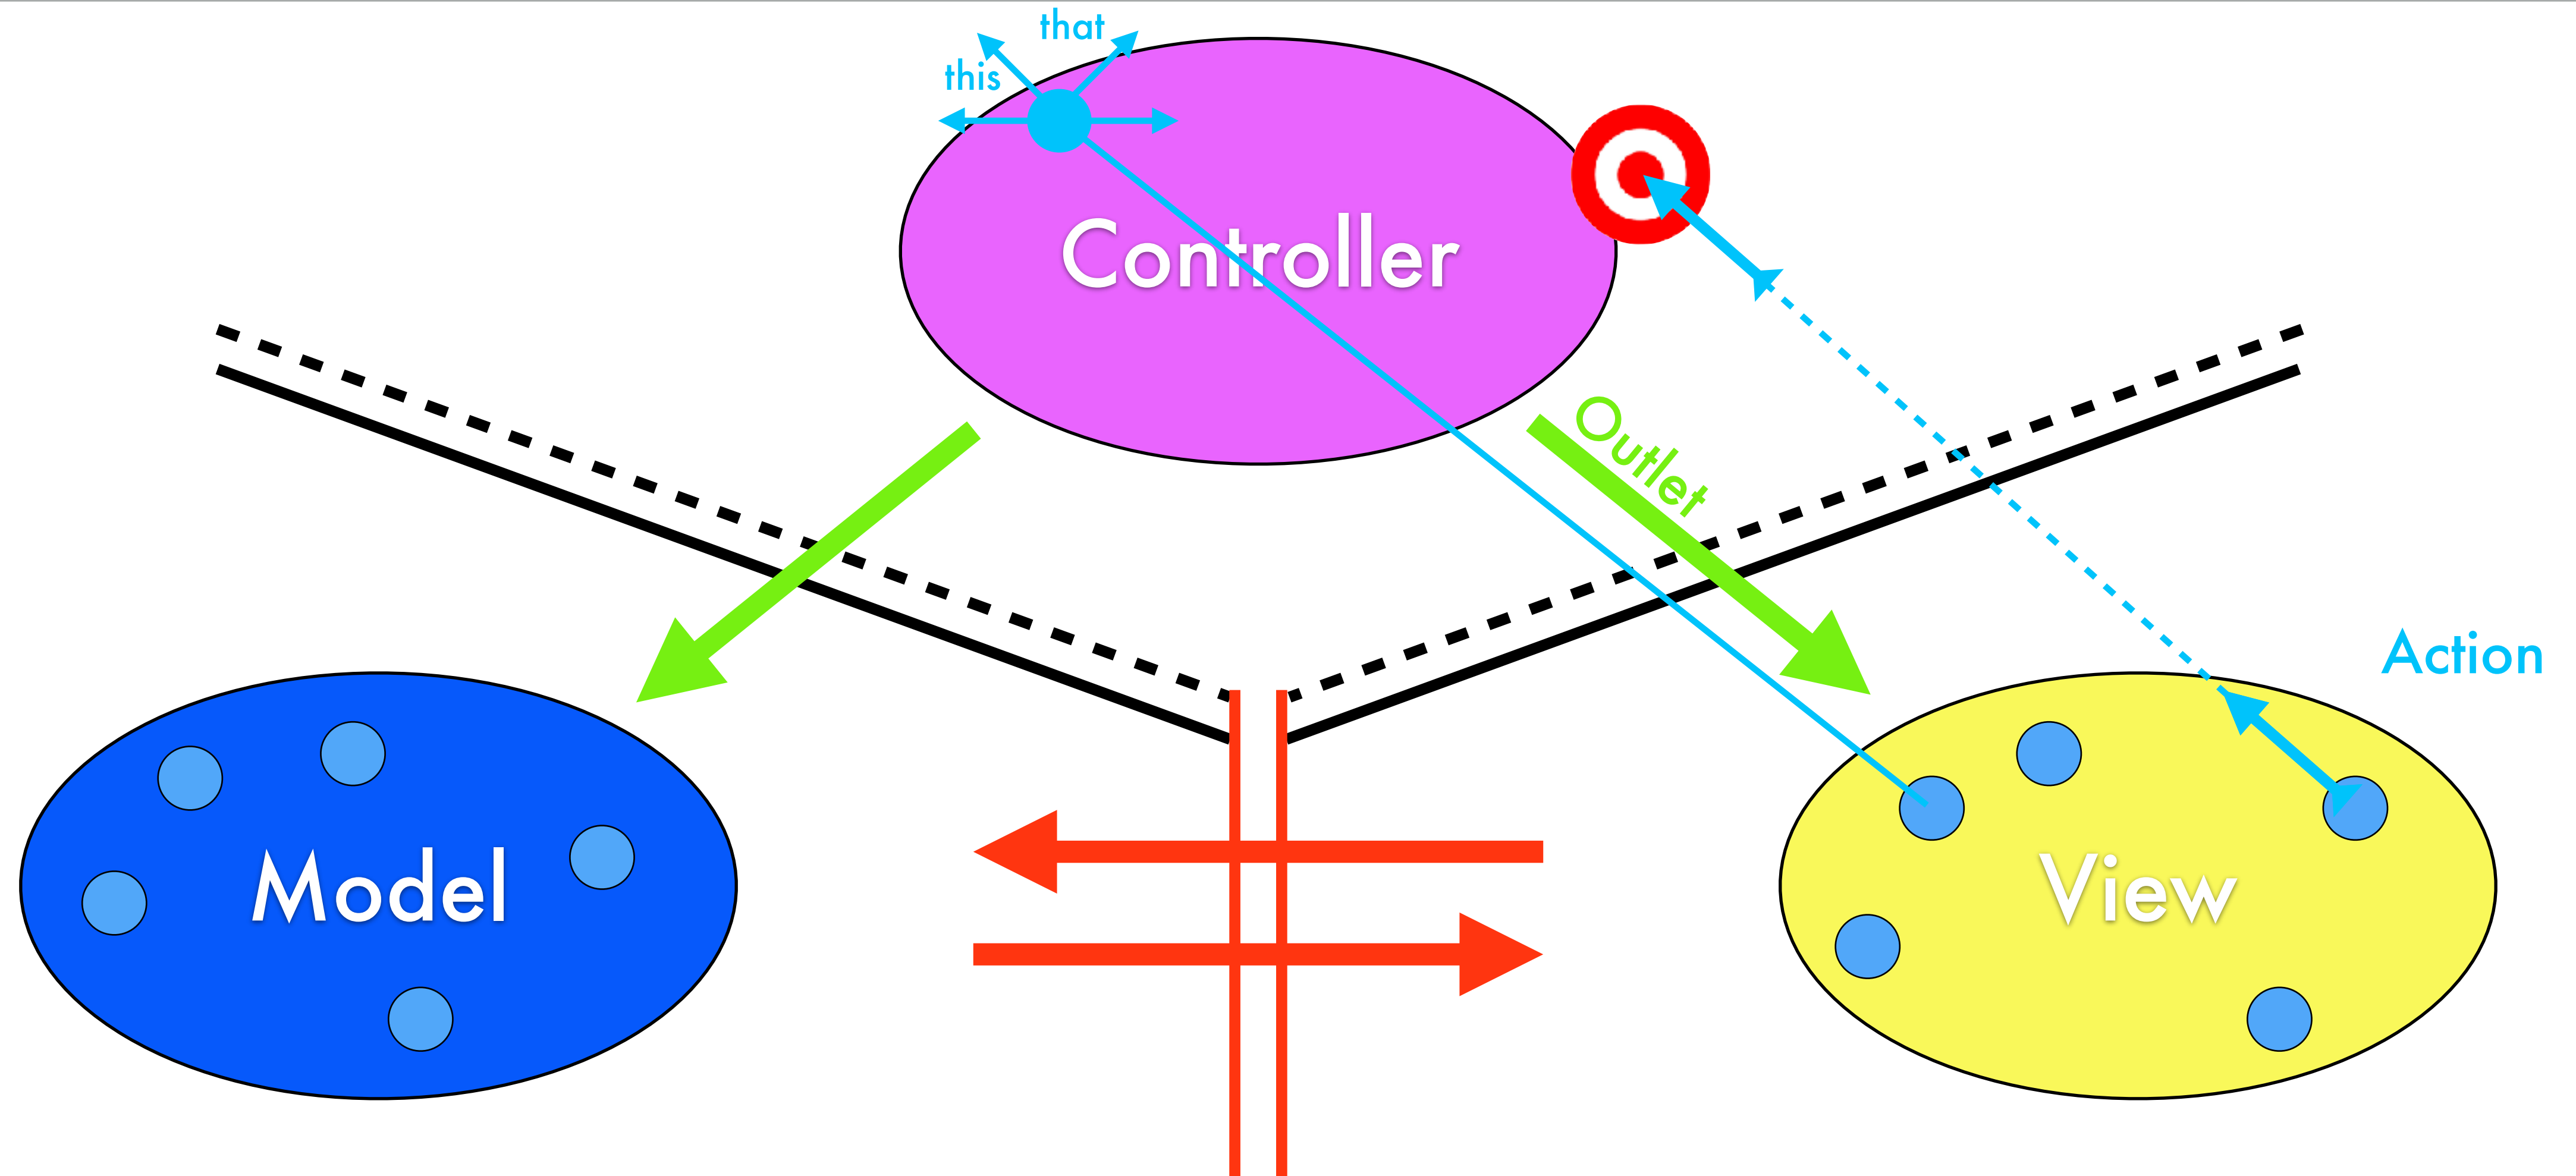 that
this
Controller
Outlet
Action
Model
View